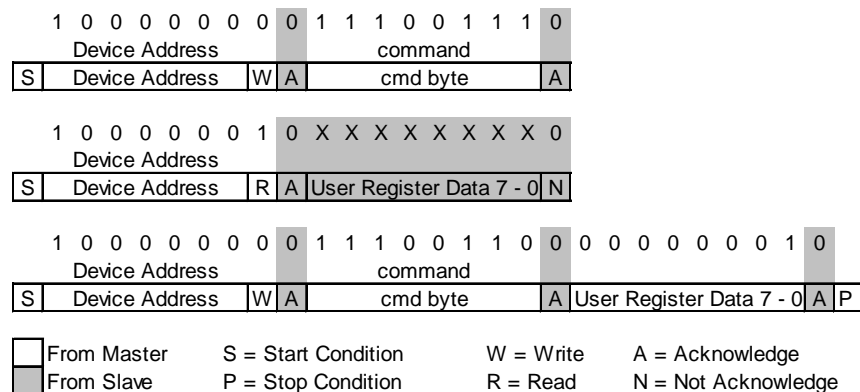 1 0 0 0 0 0 0 0 0 1 1 1 0 0 1 1 1 0
Device Address command
S Device Address W A cmd byte A
1 0 0 0 0 0 0 1 0 X X X X X X X X 0
Device Address
S Device Address R A User Register Data 7 - 0 N
1 0 0 0 0 0 0 0 0 1 1 1 0 0 1 1 0 0 0 0 0 0 0 0 0 1 0
Device Address command
S Device Address W A cmd byte A User Register Data 7 - 0 A P
From Master S = Start Condition W = Write A = Acknowledge
From Slave P = Stop Condition R = Read N = Not Acknowledge